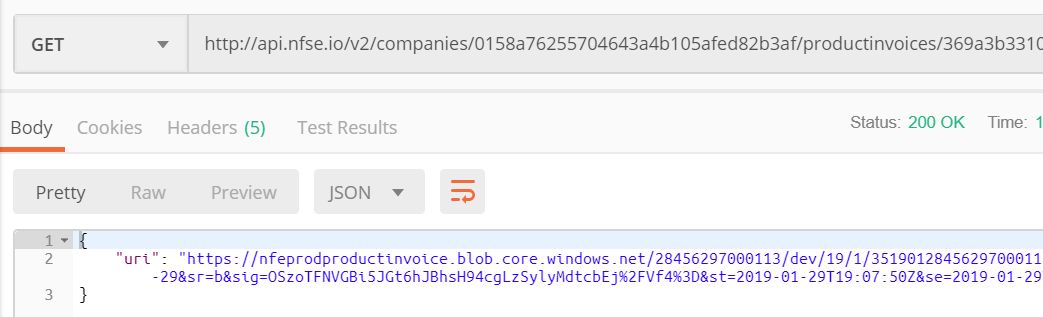 GET http://api.nfse.io/v2/companies/0158a76255704643a4b105afed82b3af/productinvoices/369a3b3310
Body Cookies Headers (5) Test Results Status: 200 OK Time: 1
Pretty Raw Preview JSON
1 {
2 "uri": "https://nfeprodproductinvoice.blob.core.windows.net/28456297000113/dev/19/1/3519012845629700011
-29&sr=b&sig=OSzoTFNVGBi5JGt6hJBhsH94cgLzSylyMdtcbEj%2FVf4%3D&st=2019-01-29T19:07:50Z&se=2019-01-29
3 }